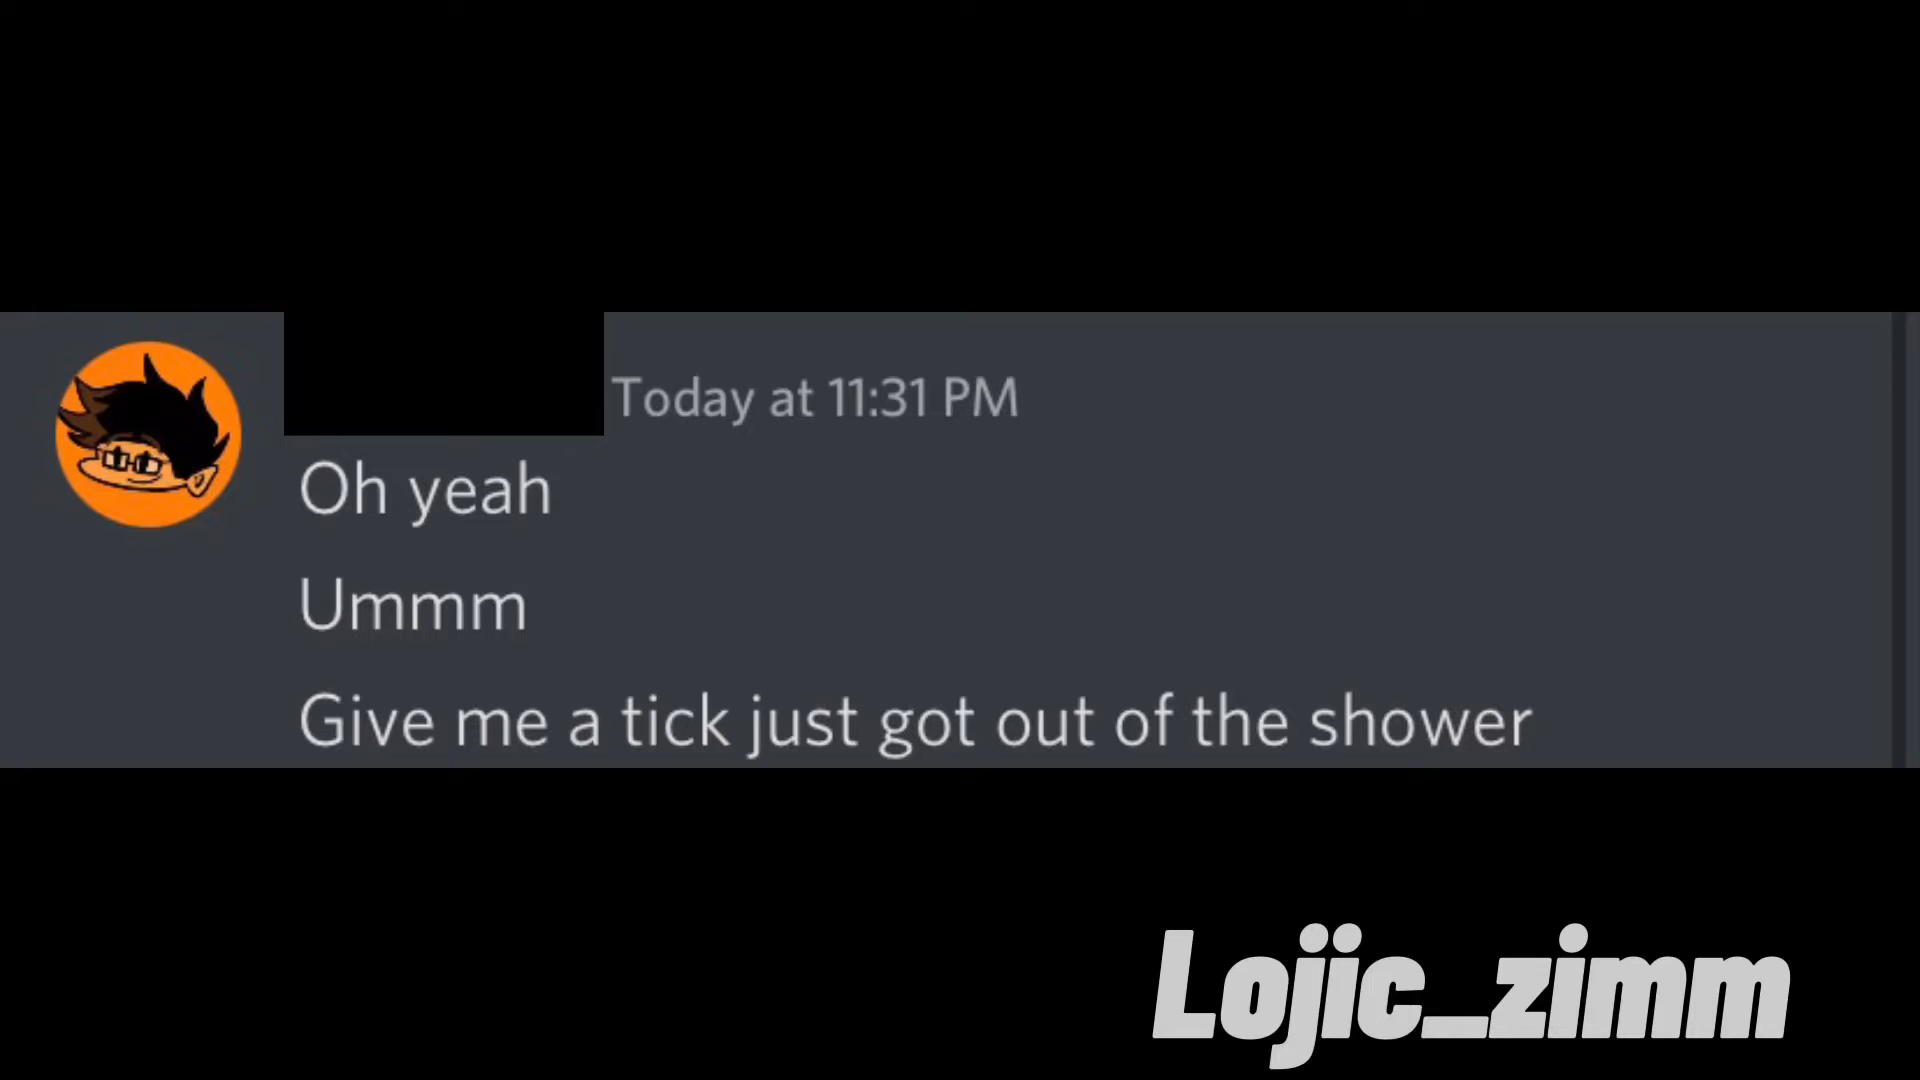 Today at 11:31 PM
Oh yeah
Ummm
Give me a tick just got out of the shower
Lojic_zimm